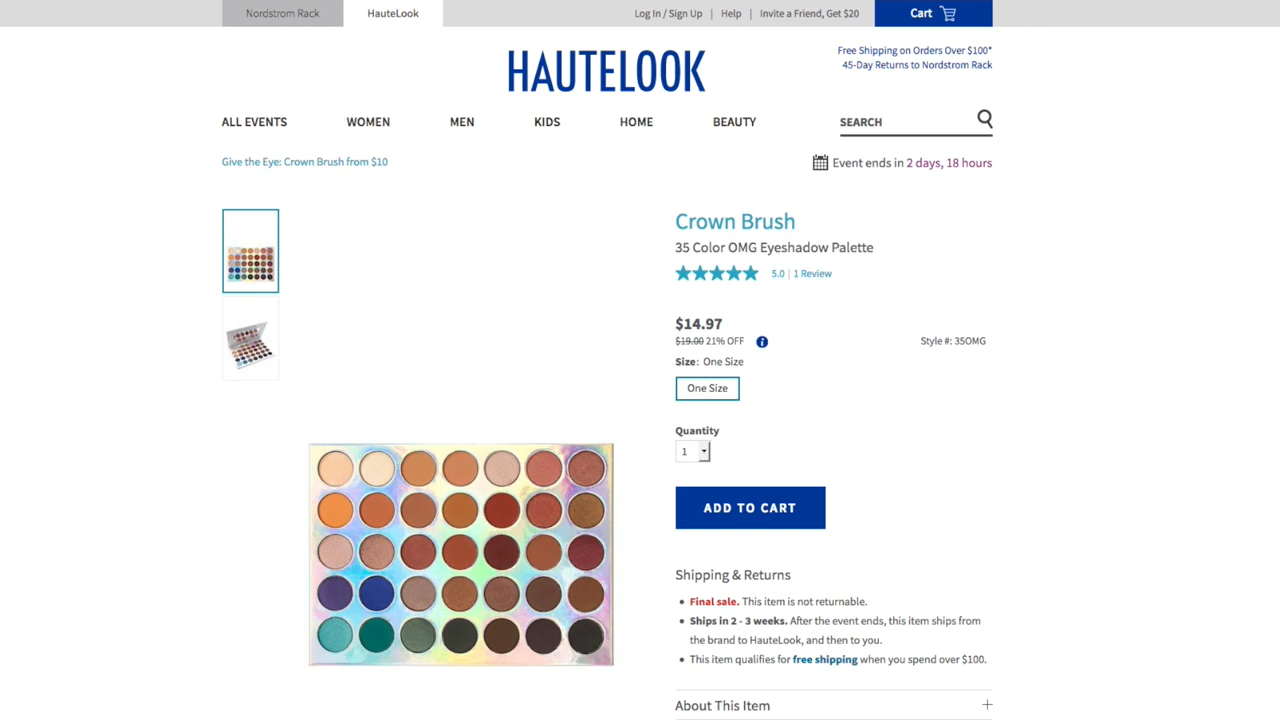 Nordstrom Rack
HauteLook
Log In / Sign Up | Help | Invite a Friend, Get $20
Cart
HAUTELOOK
Free Shipping on Orders Over $100*
45-Day Returns to Nordstrom Rack
ALL EVENTS
WOMEN
MEN
KIDS
HOME
BEAUTY
SEARCH
Give the Eye: Crown Brush from $10
Event ends in 2 days, 18 hours
Crown Brush
35 Color OMG Eyeshadow Palette
5.0 | 1 Review
$14.97
$19.00 21% OFF
Style #: 35OMG
Size: One Size
One Size
Quantity
1
ADD TO CART
Shipping & Returns
• Final sale. This item is not returnable.
• Ships in 2 - 3 weeks. After the event ends, this item ships from
the brand to HauteLook, and then to you.
• This item qualifies for free shipping when you spend over $100.
About This Item